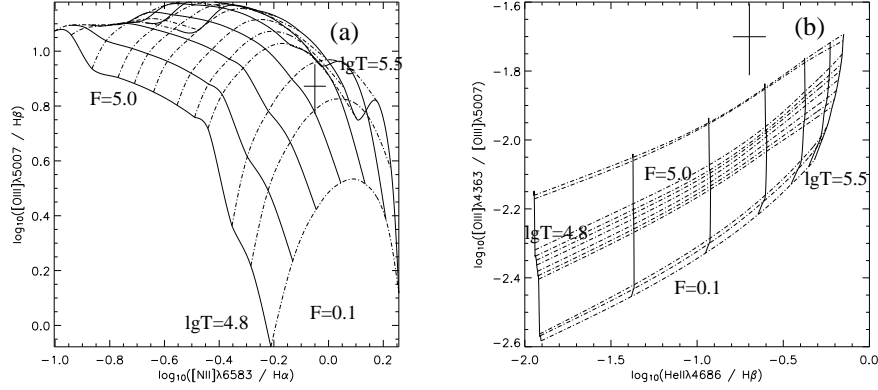 (a)
lgT=5.5
F=5.0
lgT=4.8
F=0.1
log₁₀([OIII]λ5007 / Hβ)
1.0
0.8
0.6
0.4
0.2
0.0
−1.0 −0.8 −0.6 −0.4 −0.2 0.0 0.2
log₁₀([NII]λ6583 / Hα)
(b)
F=5.0
lgT=5.5
lgT=4.8
F=0.1
log₁₀([OIII]λ4363 / [OIII]λ5007)
−1.6
−1.8
−2.0
−2.2
−2.4
−2.6
−2.0 −1.5 −1.0 −0.5 0.0
log₁₀(HeIIλ4686 / Hβ)